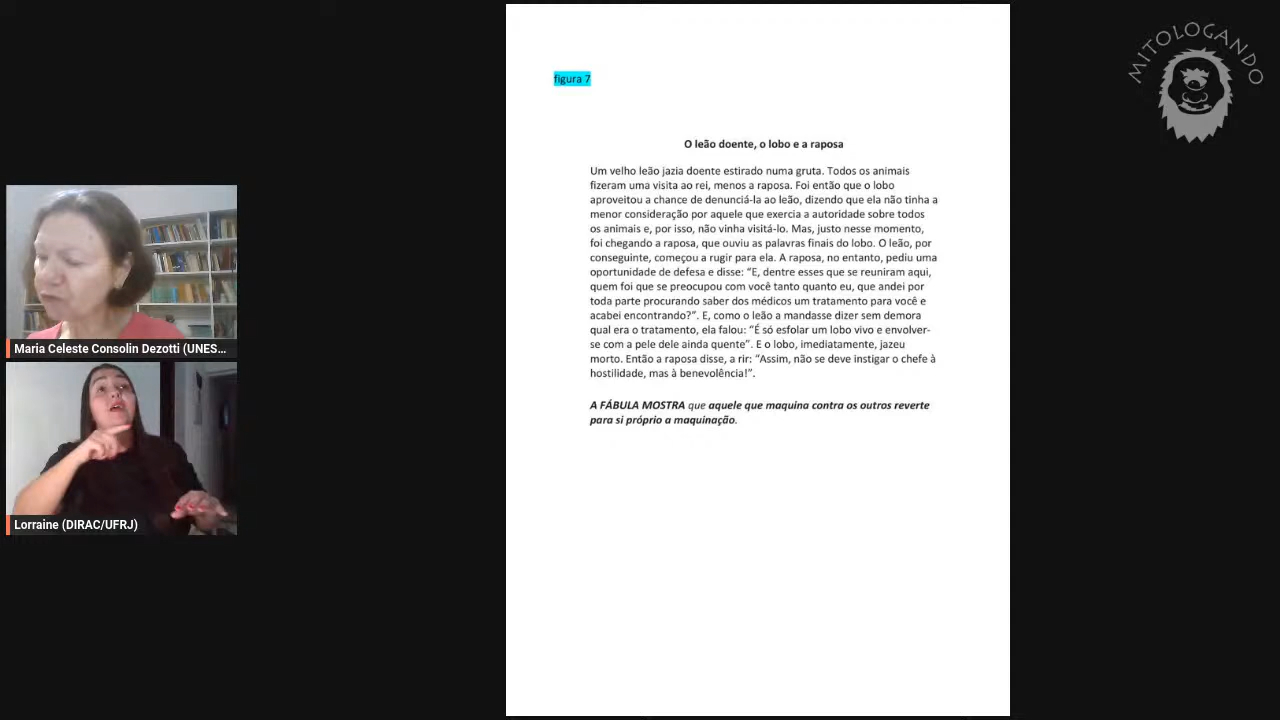 MITOLOGANDO
figura 7
O leão doente, o lobo e a raposa
Um velho leão jazia doente estirado numa gruta. Todos os animais
fizeram uma visita ao rei, menos a raposa. Foi então que o lobo
aproveitou a chance de denunciá-la ao leão, dizendo que ela não tinha a
menor consideração por aquele que exercia a autoridade sobre todos
os animais e, por isso, não vinha visitá-lo. Mas, justo nesse momento,
foi chegando a raposa, que ouviu as palavras finais do lobo. O leão, por
conseguinte, começou a rugir para ela. A raposa, no entanto, pediu uma
oportunidade de defesa e disse: “E, dentre esses que se reuniram aqui,
quem foi que se preocupou com você tanto quanto eu, que andei por
toda parte procurando saber dos médicos um tratamento para você e
acabei encontrando?”. E, como o leão a mandasse dizer sem demora
qual era o tratamento, ela falou: “É só esfolar um lobo vivo e envolver-
se com a pele dele ainda quente”. E o lobo, imediatamente, jazeu
morto. Então a raposa disse, a rir: “Assim, não se deve instigar o chefe à
hostilidade, mas à benevolência!”.
A FÁBULA MOSTRA que aquele que maquina contra os outros reverte
para si próprio a maquinação.
Maria Celeste Consolin Dezotti (UNES...
Lorraine (DIRAC/UFRJ)